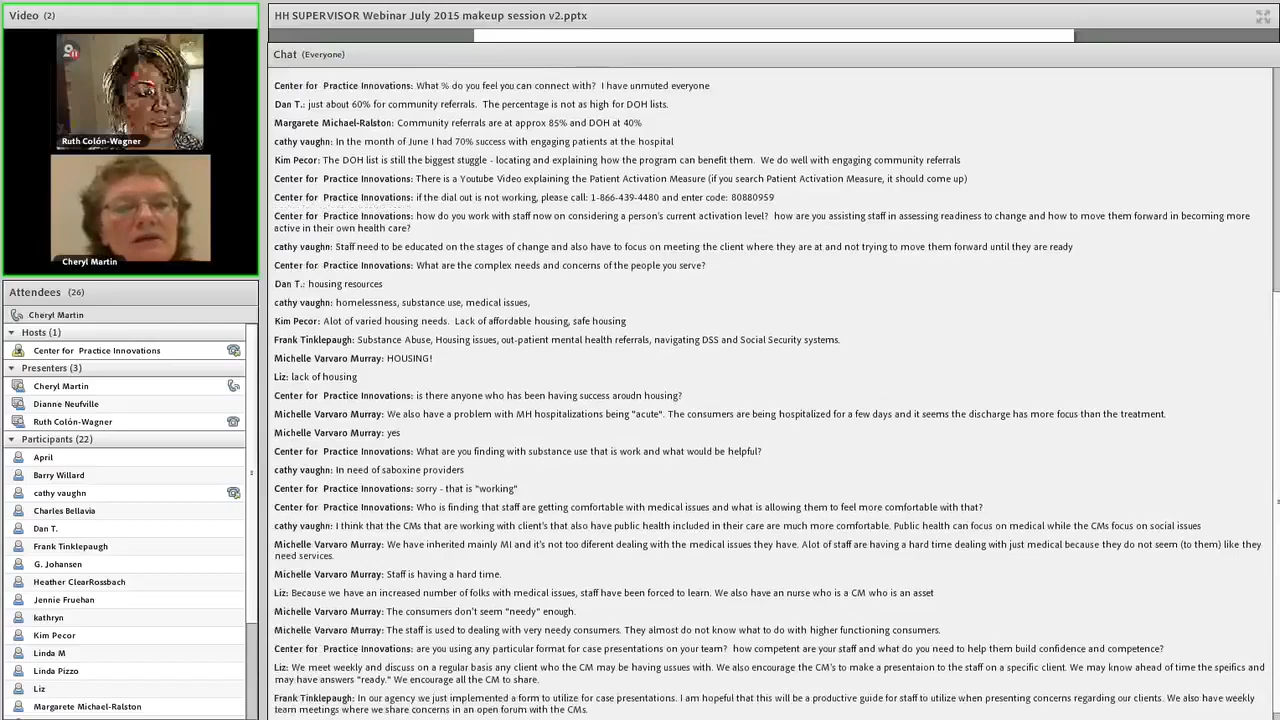 Video (2)
Ruth Colón-Wagner
Cheryl Martin
Attendees (26)
Cheryl Martin
Hosts (1)
Center for Practice Innovations
Presenters (3)
Cheryl Martin
Dianne Neufville
Ruth Colón-Wagner
Participants (22)
April
Barry Willard
cathy vaughn
Charles Bellavia
Dan T.
Frank Tinklepaugh
G. Johansen
Heather ClearRossbach
Jennie Fruehan
kathryn
Kim Pecor
Linda M
Linda Pizzo
Liz
Margarete Michael-Ralston
HH SUPERVISOR Webinar July 2015 makeup session v2.pptx
Chat (Everyone)
Center for Practice Innovations: What % do you feel you can connect with? I have unmuted everyone
Dan T.: just about 60% for community referrals. The percentage is not as high for DOH lists.
Margarete Michael-Ralston: Community referrals are at approx 85% and DOH at 40%
cathy vaughn: In the month of June I had 70% success with engaging patients at the hospital
Kim Pecor: The DOH list is still the biggest stuggle - locating and explaining how the program can benefit them. We do well with engaging community referrals
Center for Practice Innovations: There is a Youtube Video explaining the Patient Activation Measure (if you search Patient Activation Measure, it should come up)
Center for Practice Innovations: if the dial out is not working, please call: 1-866-439-4480 and enter code: 80880959
Center for Practice Innovations: how do you work with staff now on considering a person's current activation level? how are you assisting staff in assessing readiness to change and how to move them forward in becoming more
active in their own health care?
cathy vaughn: Staff need to be educated on the stages of change and also have to focus on meeting the client where they are at and not trying to move them forward until they are ready
Center for Practice Innovations: What are the complex needs and concerns of the people you serve?
Dan T.: housing resources
cathy vaughn: homelessness, substance use, medical issues,
Kim Pecor: Alot of varied housing needs. Lack of affordable housing, safe housing
Frank Tinklepaugh: Substance Abuse, Housing issues, out-patient mental health referrals, navigating DSS and Social Security systems.
Michelle Varvaro Murray: HOUSING!
Liz: lack of housing
Center for Practice Innovations: is there anyone who has been having success aroudn housing?
Michelle Varvaro Murray: We also have a problem with MH hospitalizations being "acute". The consumers are being hospitalized for a few days and it seems the discharge has more focus than the treatment.
Michelle Varvaro Murray: yes
Center for Practice Innovations: What are you finding with substance use that is work and what would be helpful?
cathy vaughn: In need of saboxine providers
Center for Practice Innovations: sorry - that is "working"
Center for Practice Innovations: Who is finding that staff are getting comfortable with medical issues and what is allowing them to feel more comfortable with that?
cathy vaughn: I think that the CMs that are working with client's that also have public health included in their care are much more comfortable. Public health can focus on medical while the CMs focus on social issues
Michelle Varvaro Murray: We have inherited mainly MI and it's not too diferent dealing with the medical issues they have. Alot of staff are having a hard time dealing with just medical because they do not seem (to them) like they
need services.
Michelle Varvaro Murray: Staff is having a hard time.
Liz: Because we have an increased number of folks with medical issues, staff have been forced to learn. We also have an nurse who is a CM who is an asset
Michelle Varvaro Murray: The consumers don't seem "needy" enough.
Michelle Varvaro Murray: The staff is used to dealing with very needy consumers. They almost do not know what to do with higher functioning consumers.
Center for Practice Innovations: are you using any particular format for case presentations on your team? how competent are your staff and what do you need to help them build confidence and competence?
Liz: We meet weekly and discuss on a regular basis any client who the CM may be having ussues with. We also encourage the CM's to make a presentaion to the staff on a specific client. We may know ahead of time the speifics and
may have answers "ready." We encourage all the CM to share.
Frank Tinklepaugh: In our agency we just implemented a form to utilize for case presentations. I am hopeful that this will be a productive guide for staff to utilize when presenting concerns regarding our clients. We also have weekly
team meetings where we share concerns in an open forum with the CMs.